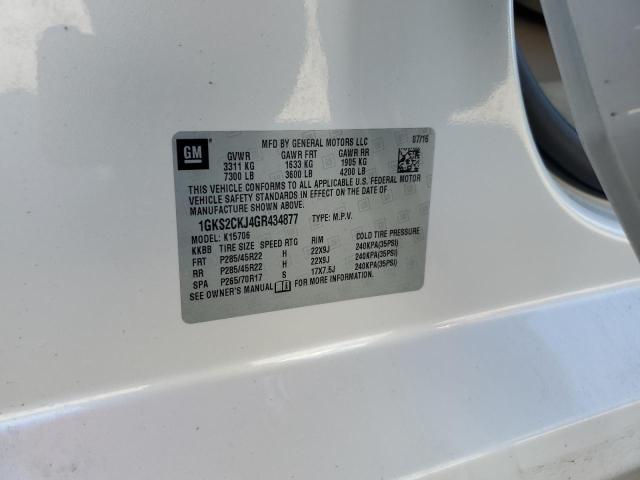 GM
MFD BY GENERAL MOTORS LLC 07/16
GVWR GAWR FRT GAWR RR
3311 KG 1633 KG 1905 KG
7300 LB 3600 LB 4200 LB
THIS VEHICLE CONFORMS TO ALL APPLICABLE U.S. FEDERAL MOTOR
VEHICLE SAFETY STANDARDS IN EFFECT ON THE DATE OF
MANUFACTURE SHOWN ABOVE.
1GKS2CKJ4GR434877 TYPE: M.P.V.
MODEL: K15706
KKBB TIRE SIZE SPEED RTG RIM COLD TIRE PRESSURE
FRT P285/45R22 H 22X9J 240KPA(35PSI)
RR P285/45R22 H 22X9J 240KPA(35PSI)
SPA P265/70R17 S 17X7.5J 240KPA(35PSI)
SEE OWNER'S MANUAL FOR MORE INFORMATION.